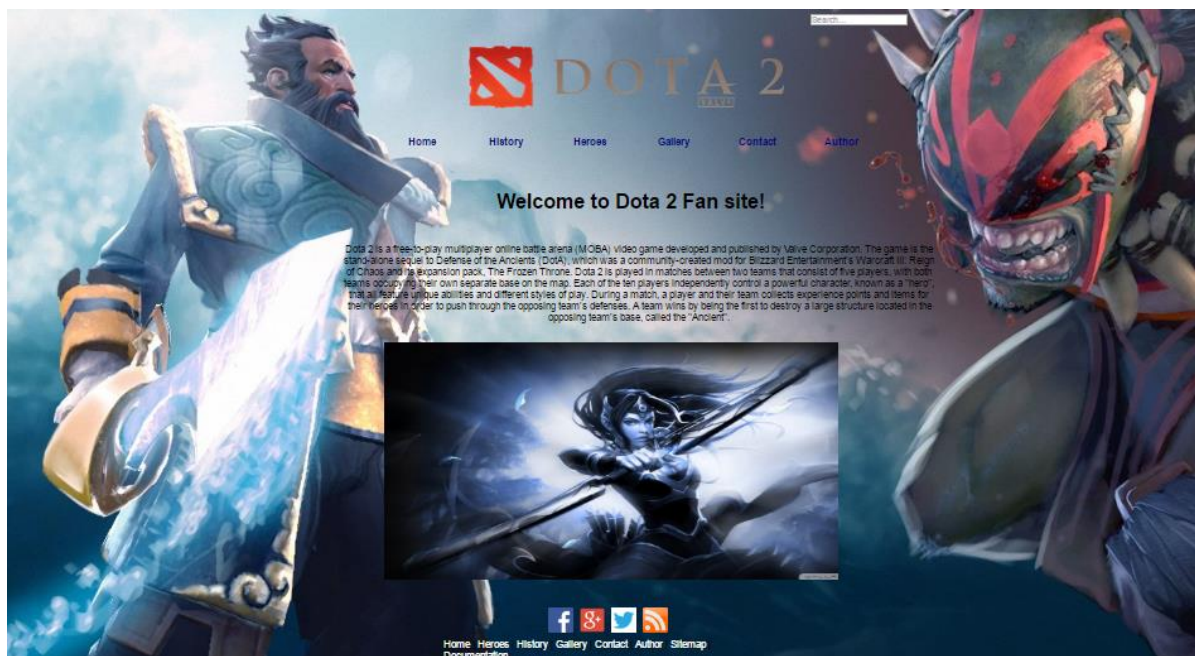 Search...
DOTA 2
VALVE
Home History Heroes Gallery Contact Author
Welcome to Dota 2 Fan site!
Dota 2 is a free-to-play multiplayer online battle arena (MOBA) video game developed and published by Valve Corporation. The game is the
stand-alone sequel to Defense of the Ancients (DotA), which was a community-created mod for Blizzard Entertainment's Warcraft III: Reign
of Chaos and its expansion pack, The Frozen Throne. Dota 2 is played in matches between two teams that consist of five players, with both
teams occupying their own separate base on the map. Each of the ten players independently control a powerful character, known as a "hero",
that all feature unique abilities and different styles of play. During a match, a player and their team collects experience points and items for
their heroes in order to push through the opposing team's defenses. A team wins by being the first to destroy a large structure located in the
opposing team's base, called the "Ancient".
f g+
Home Heroes History Gallery Contact Author Sitemap
Documentation